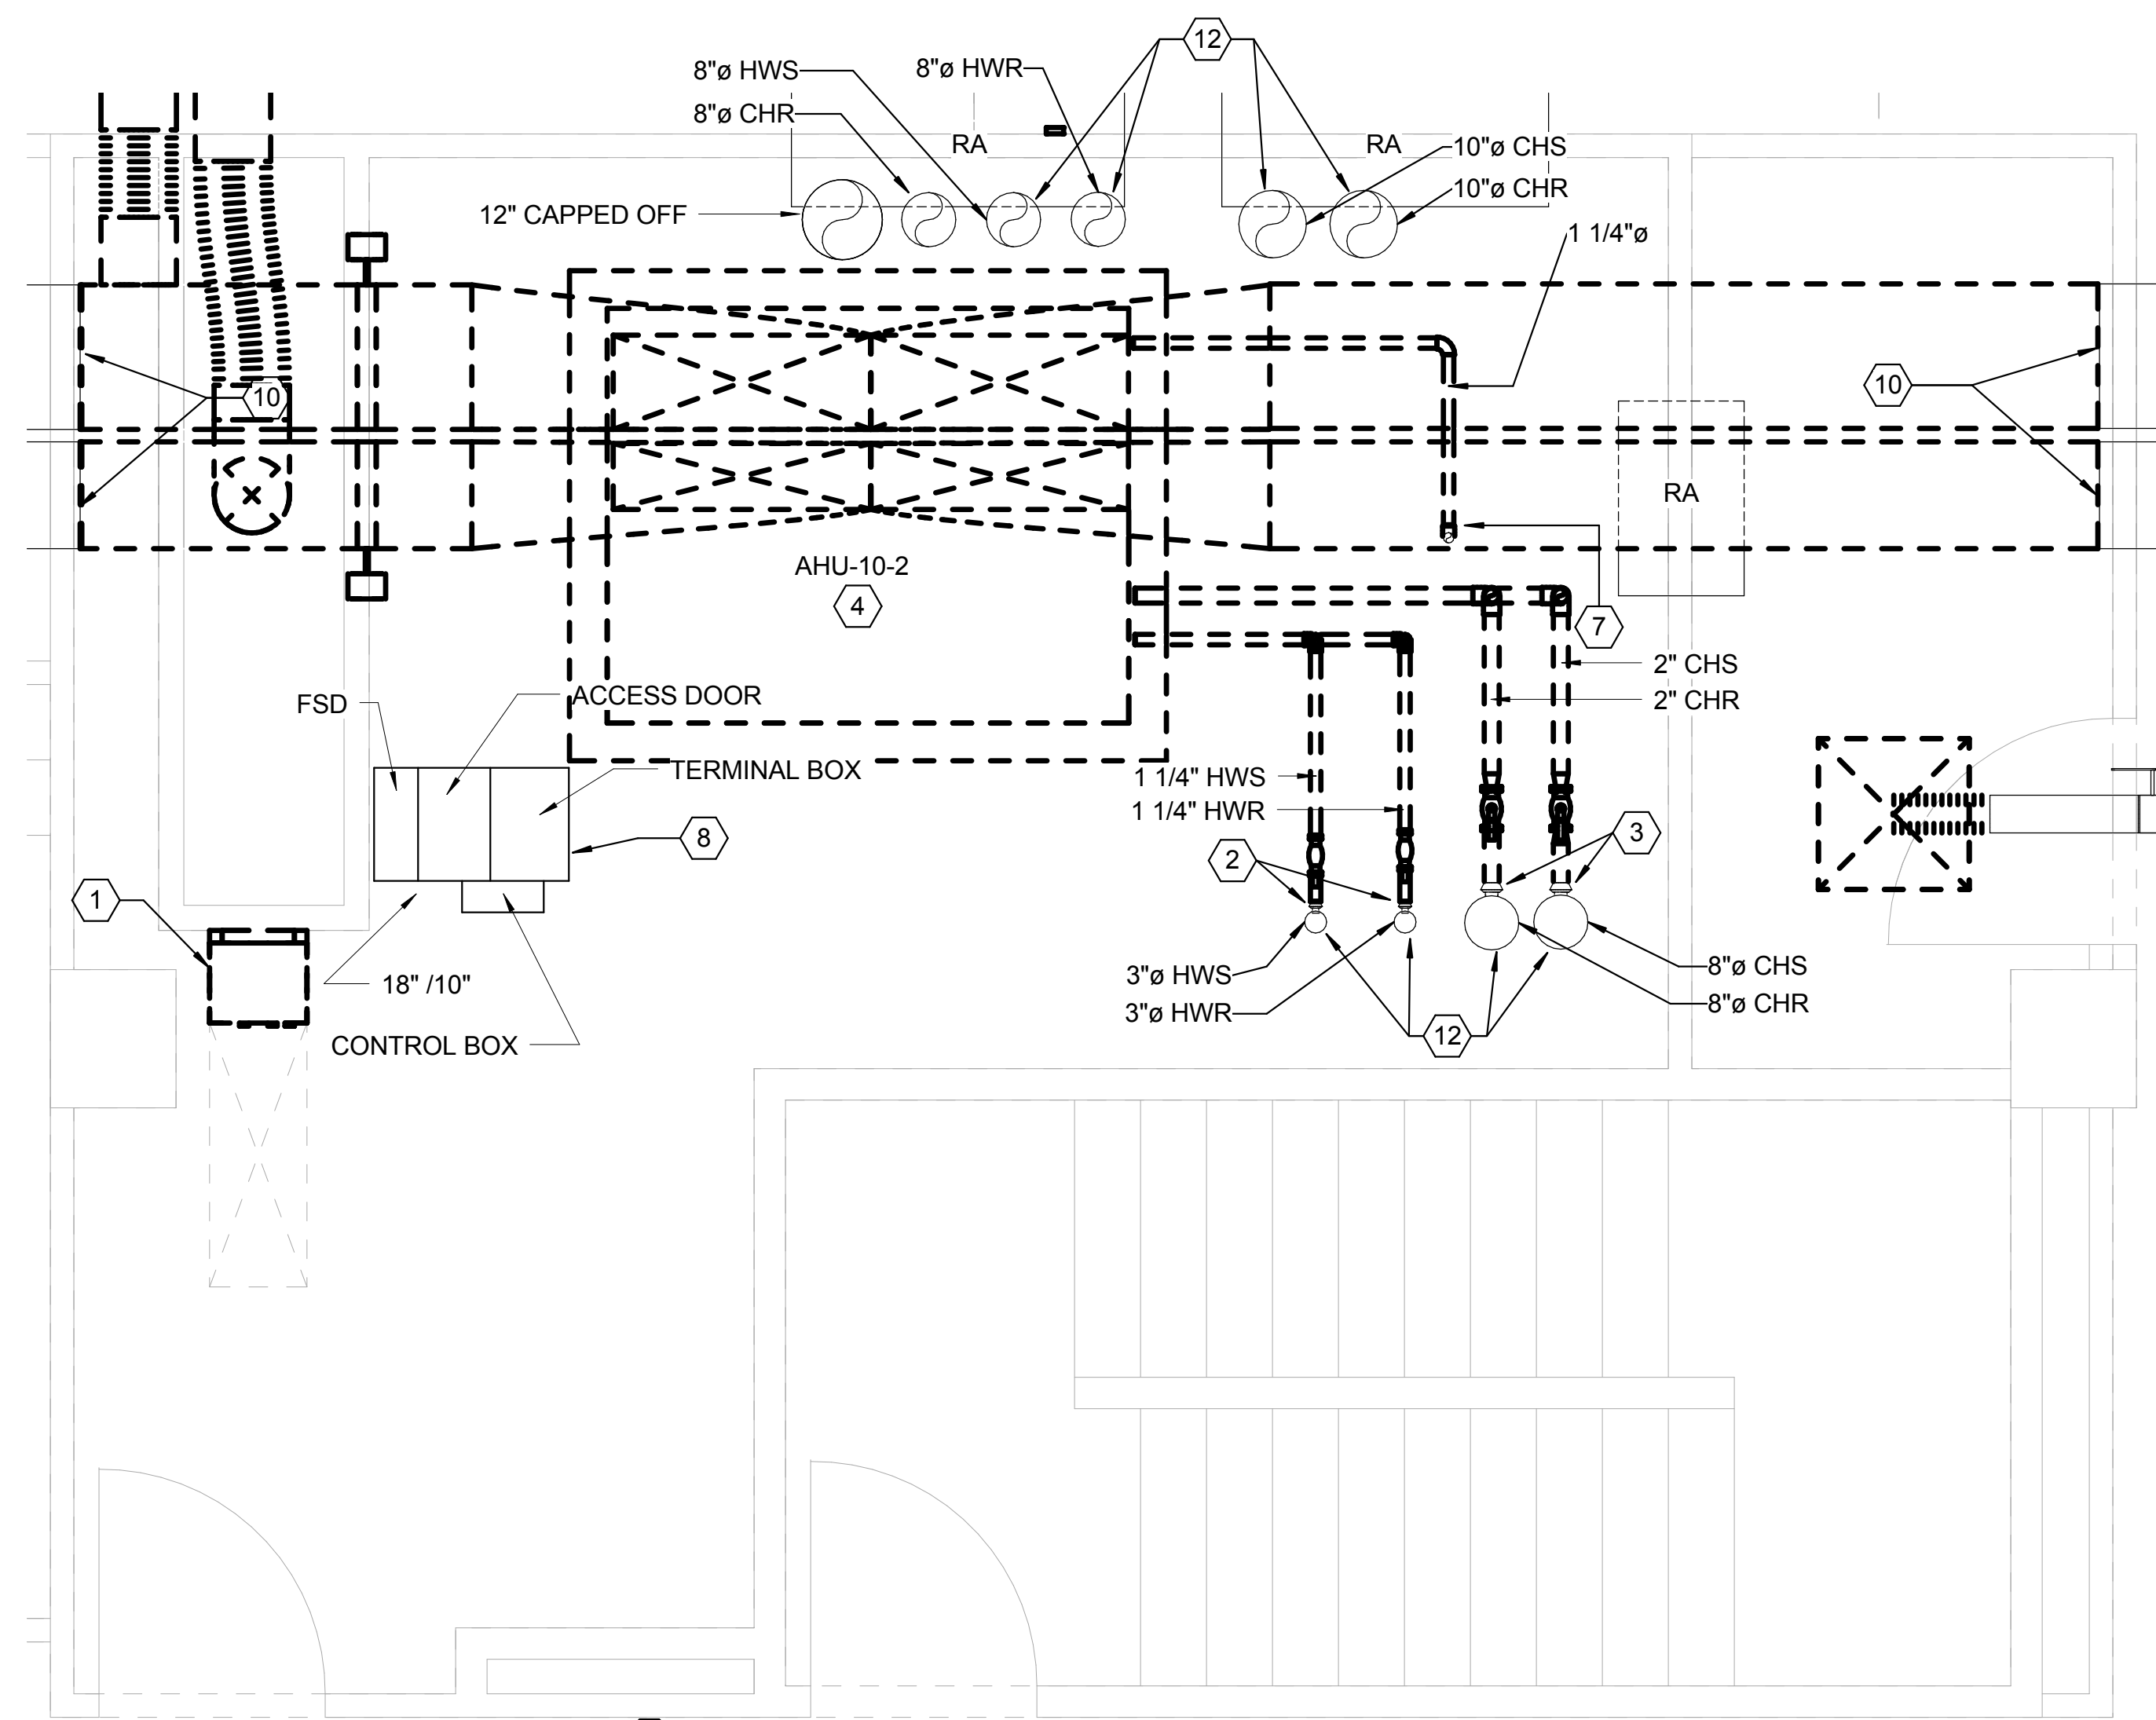 12
8"ø HWS
8"ø HWR
8"ø CHR
RA
RA
10"ø CHS
10"ø CHR
12" CAPPED OFF
1 1/4"ø
10
10
RA
AHU-10-2
4
7
2" CHS
2" CHR
FSD
ACCESS DOOR
TERMINAL BOX
1 1/4" HWS
1 1/4" HWR
8
2
3
1
18" /10"
3"ø HWS
3"ø HWR
8"ø CHS
8"ø CHR
12
CONTROL BOX